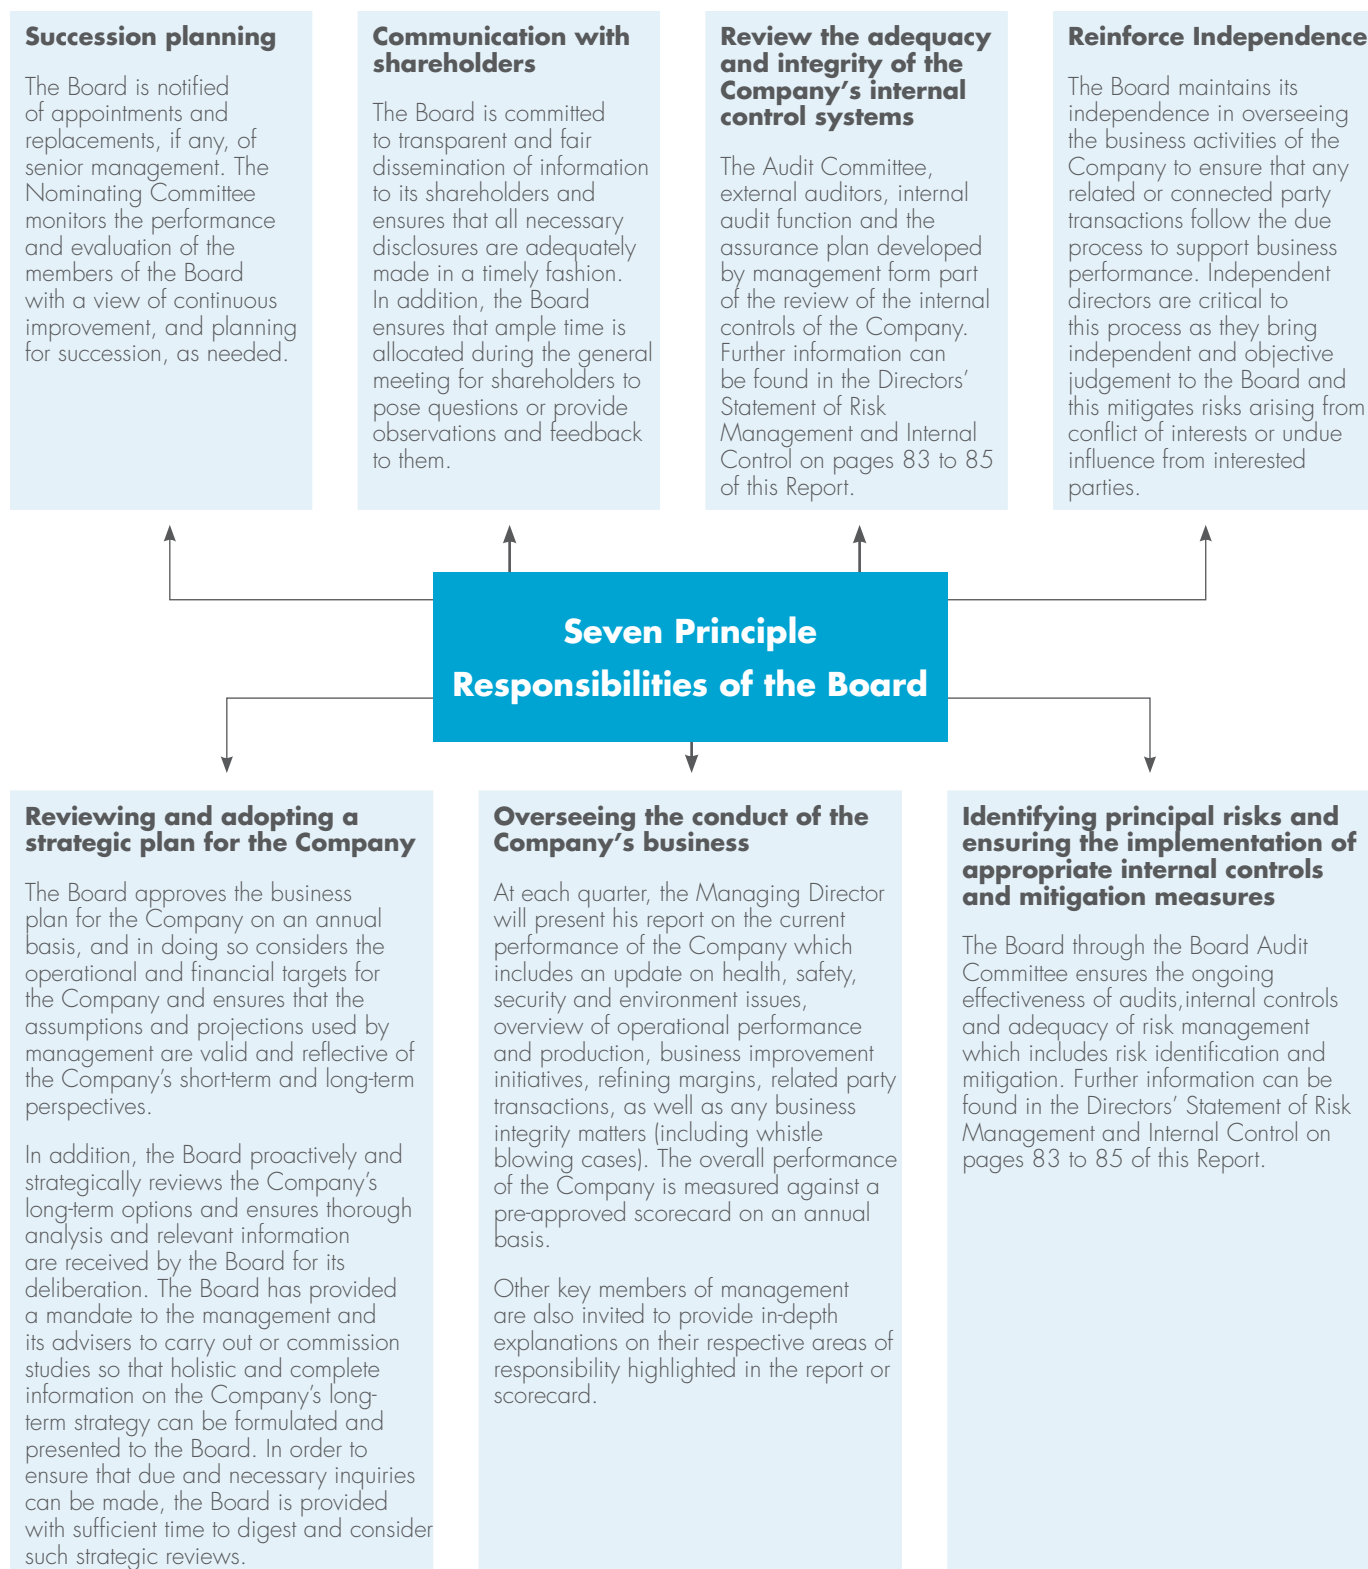 Succession planning
The Board is notified
of appointments and
replacements, if any, of
senior management. The
Nominating Committee
monitors the performance
and evaluation of the
members of the Board
with a view of continuous
improvement, and planning
for succession, as needed.
Communication with
shareholders
The Board is committed
to transparent and fair
dissemination of information
to its shareholders and
ensures that all necessary
disclosures are adequately
made in a timely fashion.
In addition, the Board
ensures that ample time is
allocated during the general
meeting for shareholders to
pose questions or provide
observations and feedback
to them.
Review the adequacy
and integrity of the
Company's internal
control systems
The Audit Committee,
external auditors, internal
audit function and the
assurance plan developed
by management form part
of the review of the internal
controls of the Company.
Further information can
be found in the Directors'
Statement of Risk
Management and Internal
Control on pages 83 to 85
of this Report.
Reinforce Independence
The Board maintains its
independence in overseeing
the business activities of the
Company to ensure that any
related or connected party
transactions follow the due
process to support business
performance. Independent
directors are critical to
this process as they bring
independent and objective
judgement to the Board and
this mitigates risks arising from
conflict of interests or undue
influence from interested
parties.
Seven Principle
Responsibilities of the Board
Reviewing and adopting a
strategic plan for the Company
The Board approves the business
plan for the Company on an annual
basis, and in doing so considers the
operational and financial targets for
the Company and ensures that the
assumptions and projections used by
management are valid and reflective of
the Company's short-term and long-term
perspectives.
In addition, the Board proactively and
strategically reviews the Company's
long-term options and ensures thorough
analysis and relevant information
are received by the Board for its
deliberation. The Board has provided
a mandate to the management and
its advisers to carry out or commission
studies so that holistic and complete
information on the Company's long-
term strategy can be formulated and
presented to the Board. In order to
ensure that due and necessary inquiries
can be made, the Board is provided
with sufficient time to digest and consider
such strategic reviews.
Overseeing the conduct of the
Company's business
At each quarter, the Managing Director
will present his report on the current
performance of the Company which
includes an update on health, safety,
security and environment issues,
overview of operational performance
and production, business improvement
initiatives, refining margins, related party
transactions, as well as any business
integrity matters (including whistle
blowing cases). The overall performance
of the Company is measured against a
pre-approved scorecard on an annual
basis.
Other key members of management
are also invited to provide in-depth
explanations on their respective areas of
responsibility highlighted in the report or
scorecard.
Identifying principal risks and
ensuring the implementation of
appropriate internal controls
and mitigation measures
The Board through the Board Audit
Committee ensures the ongoing
effectiveness of audits,internal controls
and adequacy of risk management
which includes risk identification and
mitigation. Further information can be
found in the Directors' Statement of Risk
Management and Internal Control on
pages 83 to 85 of this Report.